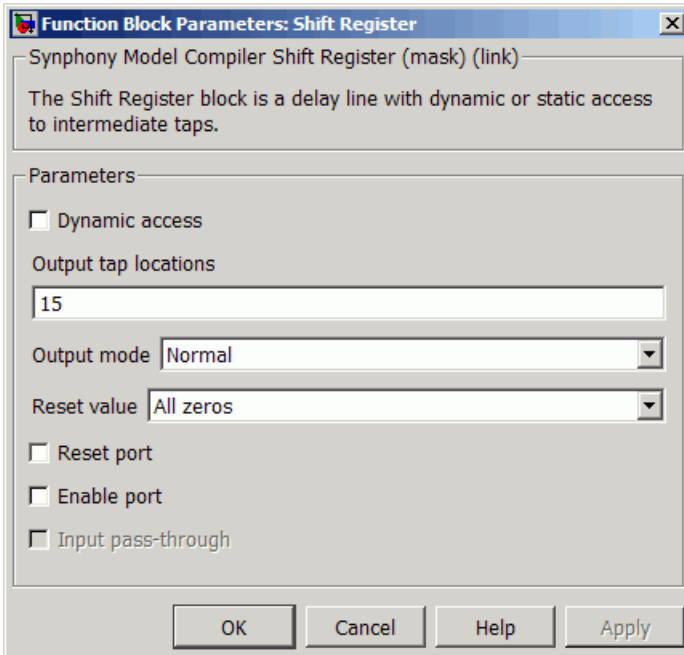 Function Block Parameters: Shift Register
Synphony Model Compiler Shift Register (mask) (link)
The Shift Register block is a delay line with dynamic or static access
to intermediate taps.
Parameters
Dynamic access
Output tap locations
15
Output mode Normal
Reset value All zeros
Reset port
Enable port
Input pass-through
OK Cancel Help Apply